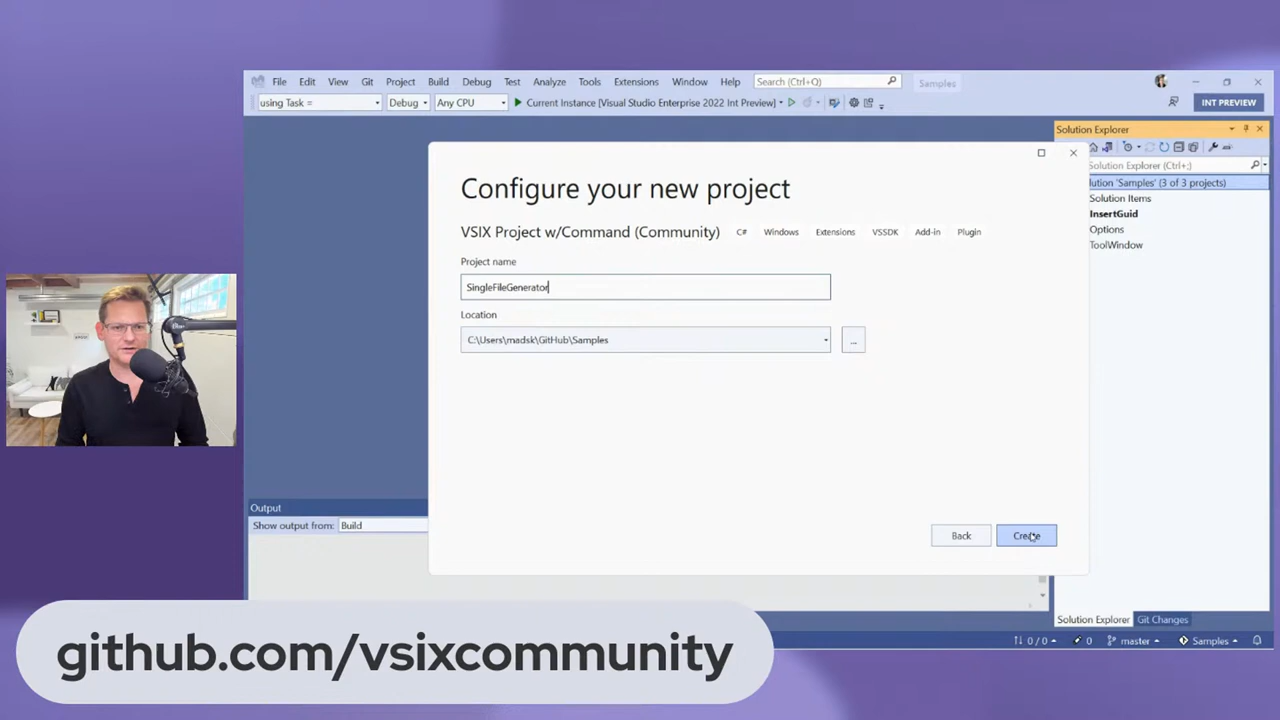 File Edit View Git Project Build Debug Test Analyze Tools Extensions Window Help Search (Ctrl+Q) Samples
using Task = Debug Any CPU Current Instance [Visual Studio Enterprise 2022 Int Preview] INT PREVIEW
Solution Explorer
Solution Explorer (Ctrl+;)
lution 'Samples' (3 of 3 projects)
Solution Items
InsertGuid
Options
ToolWindow
Configure your new project
VSIX Project w/Command (Community) C# Windows Extensions VSSDK Add-in Plugin
Project name
SingleFileGenerator
Location
C:\Users\madsk\GitHub\Samples
...
Back Create
Output
Show output from: Build
Solution Explorer Git Changes
0 / 0 0 master Samples
github.com/vsixcommunity